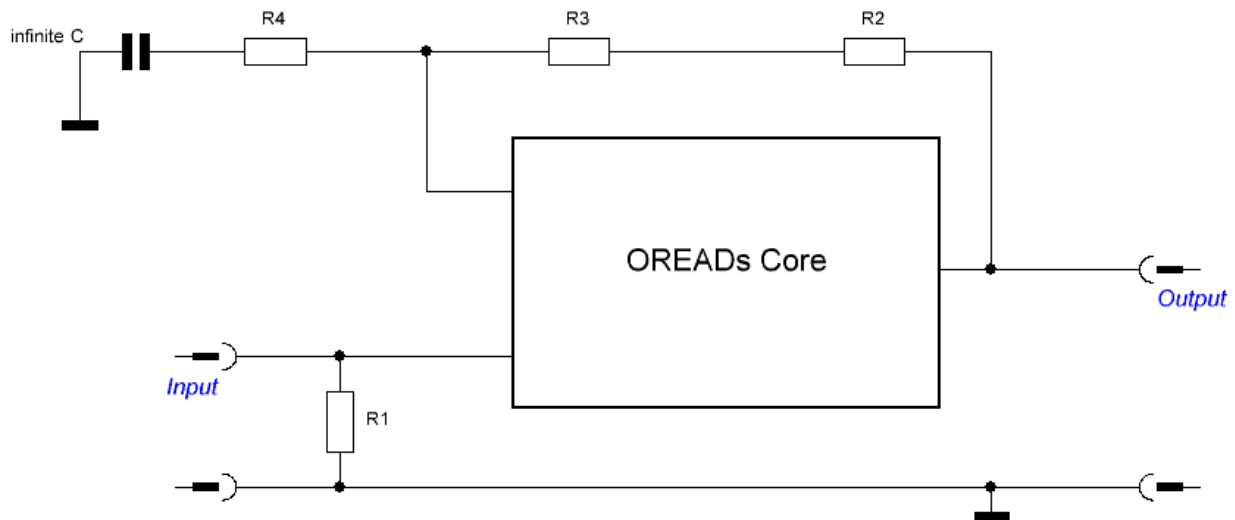 R4
R3
R2
infinite C
OREADs Core
Output
Input
R1